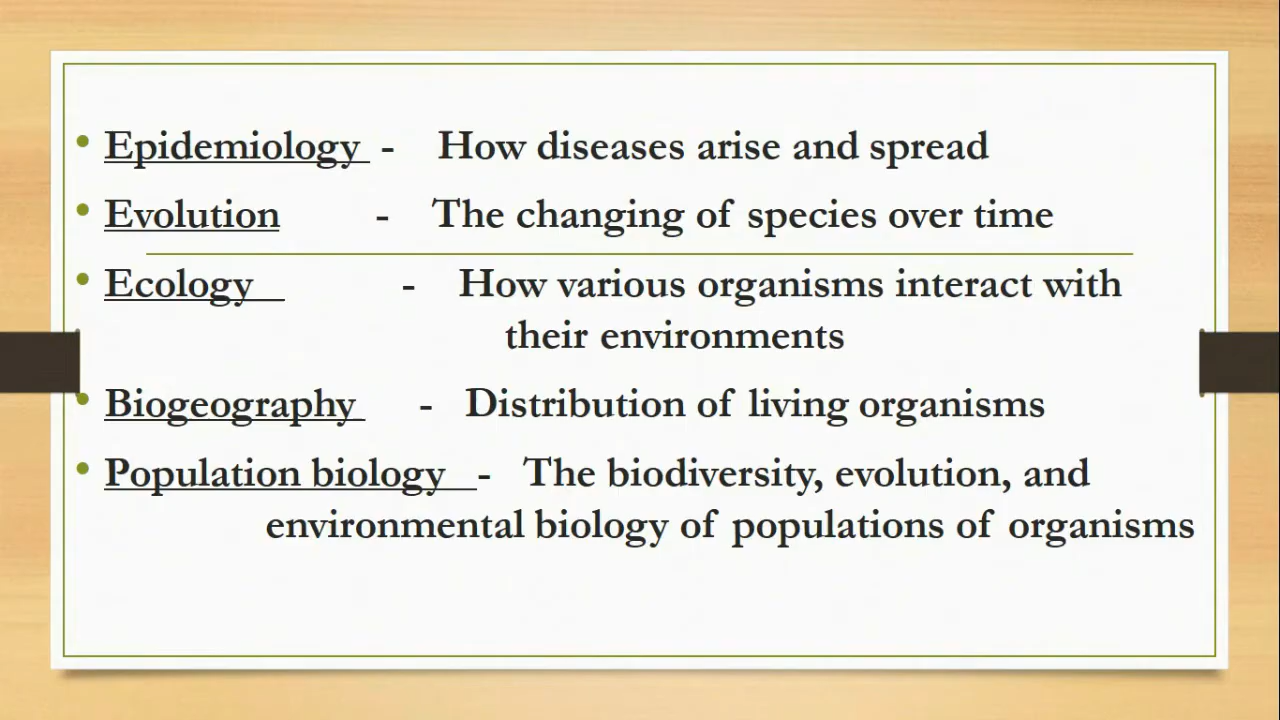 • Epidemiology - How diseases arise and spread
• Evolution - The changing of species over time
• Ecology - How various organisms interact with
their environments
• Biogeography - Distribution of living organisms
• Population biology - The biodiversity, evolution, and
environmental biology of populations of organisms